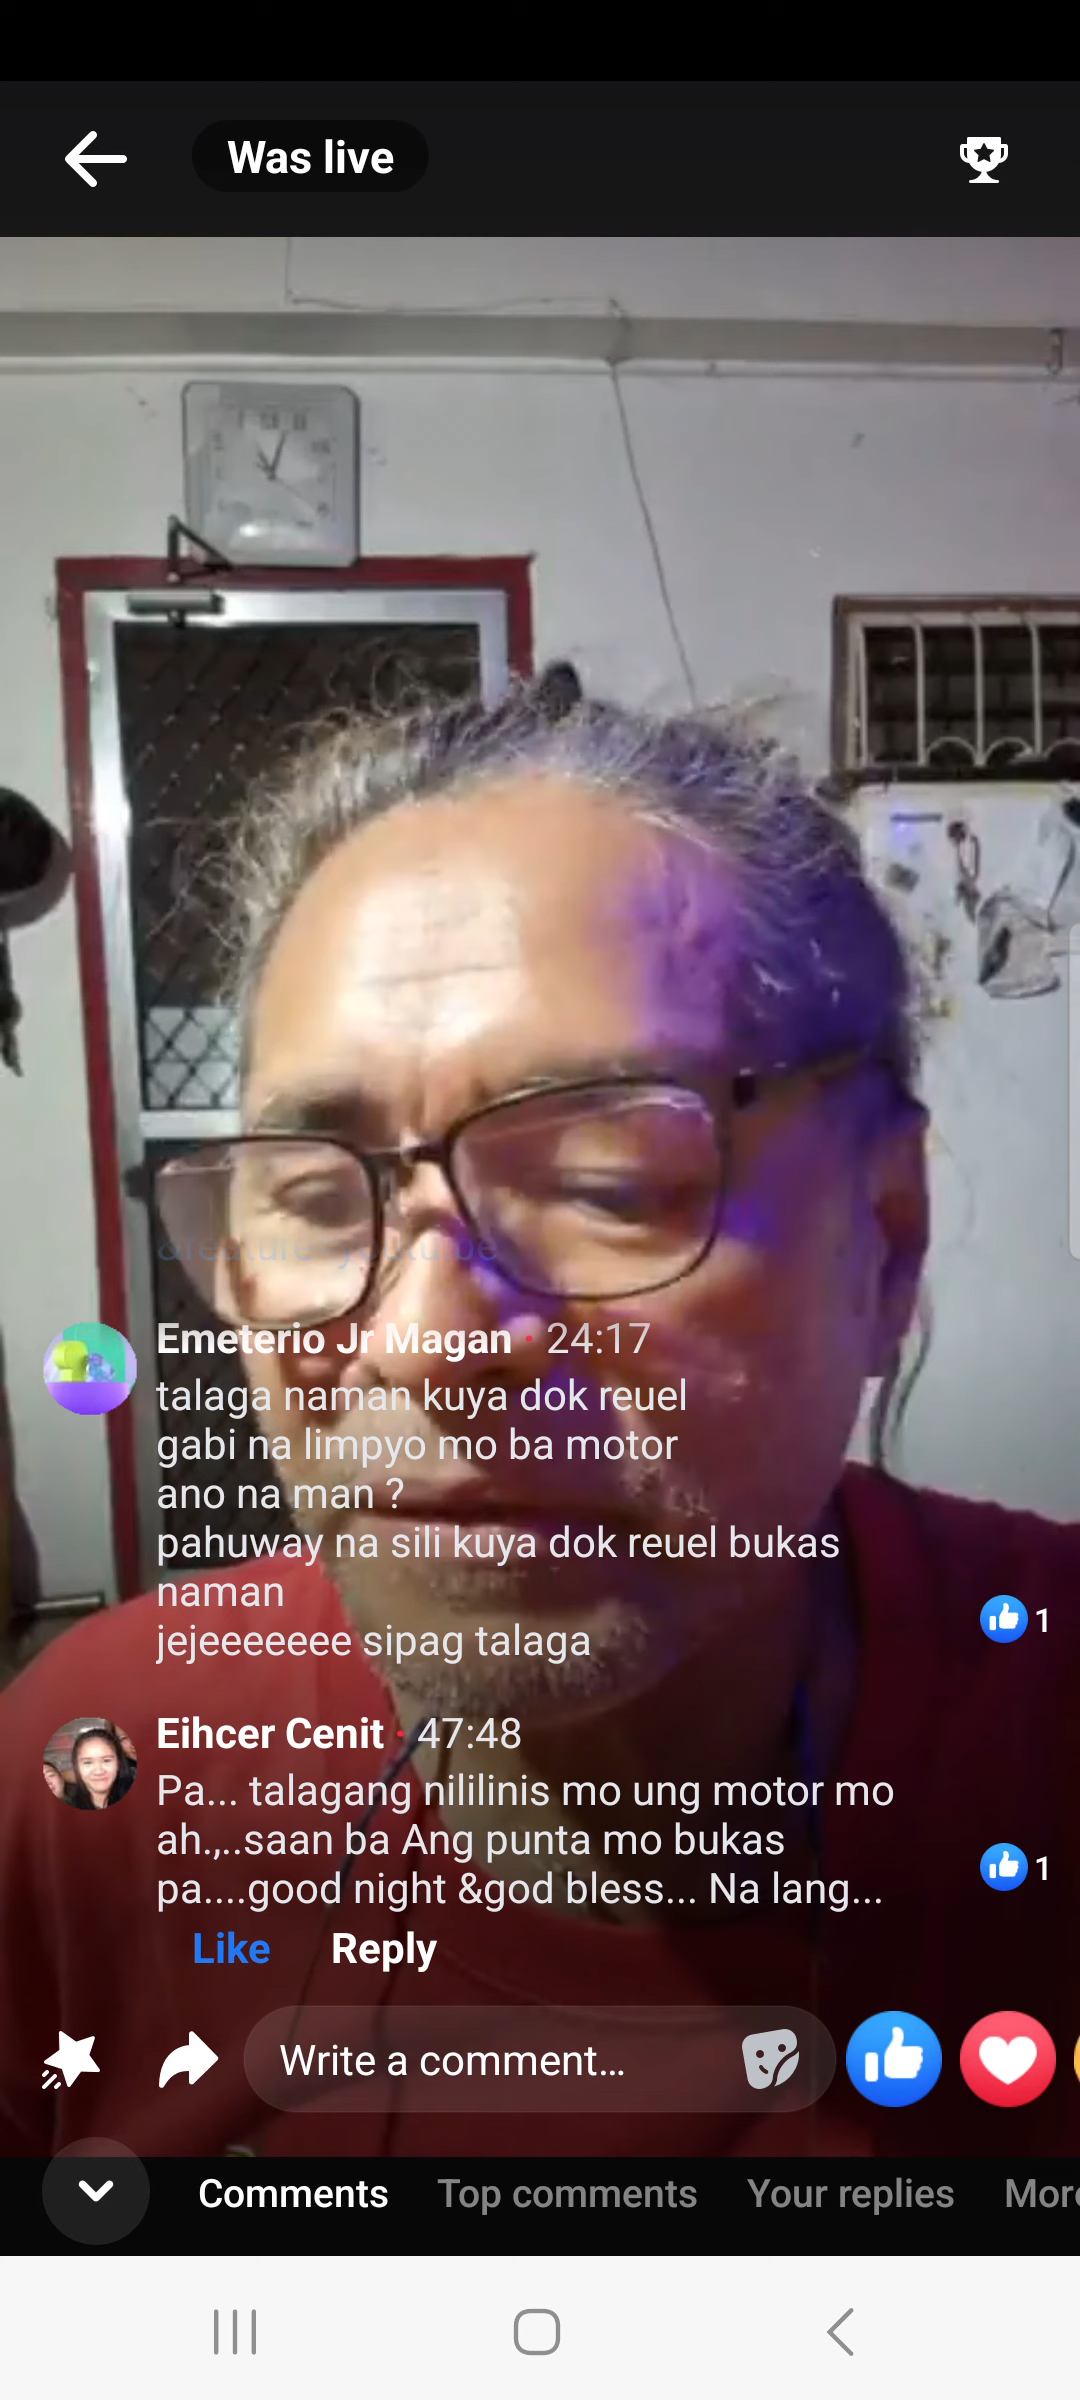 Was live
Emeterio Jr Magan · 24:17
talaga naman kuya dok reuel
gabi na limpyo mo ba motor
ano na man ?
pahuway na sili kuya dok reuel bukas
naman
jejeeeeeee sipag talaga
1
Eihcer Cenit · 47:48
Pa... talagang nililinis mo ung motor mo
ah.,..saan ba Ang punta mo bukas
pa....good night &god bless... Na lang...
1
Like Reply
Write a comment...
Comments Top comments Your replies